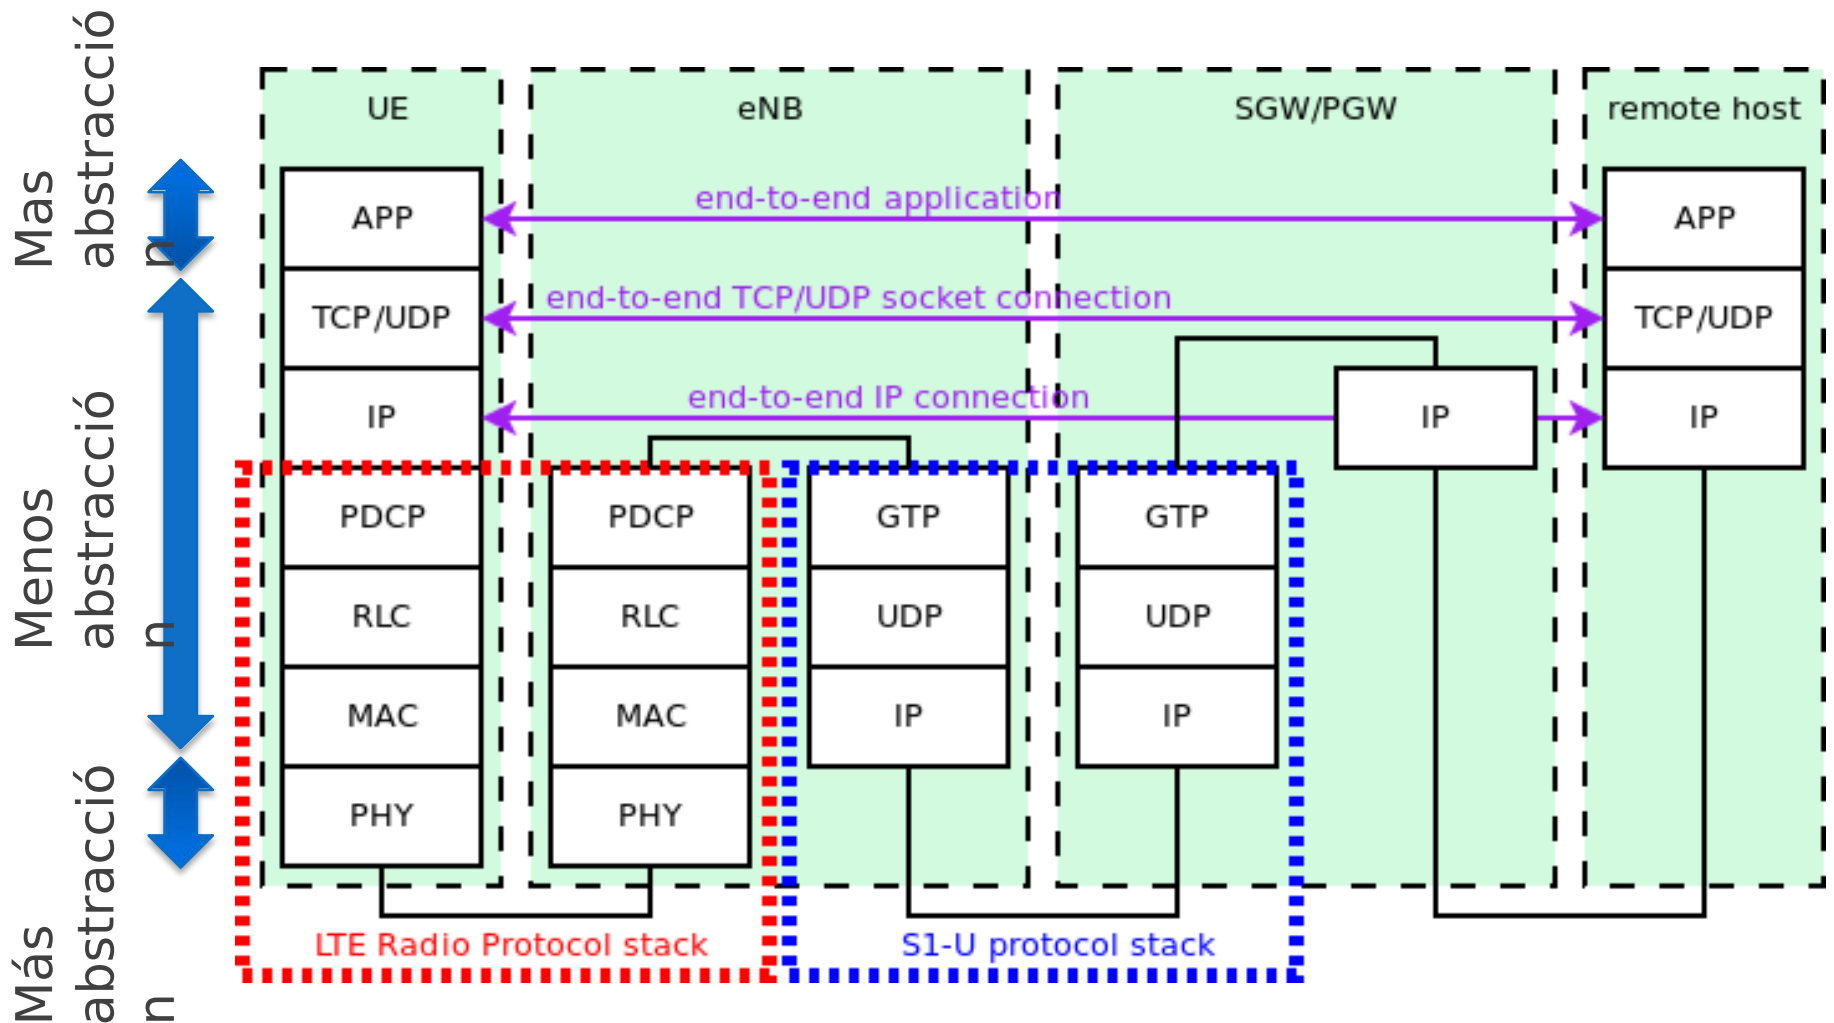 Mas
abstracció
n
Menos
abstracció
n
Más
abstracció
n
UE
eNB
SGW/PGW
remote host
APP
end-to-end application
APP
TCP/UDP
end-to-end TCP/UDP socket connection
TCP/UDP
IP
end-to-end IP connection
IP
IP
PDCP
PDCP
GTP
GTP
RLC
RLC
UDP
UDP
MAC
MAC
IP
IP
PHY
PHY
LTE Radio Protocol stack
S1-U protocol stack